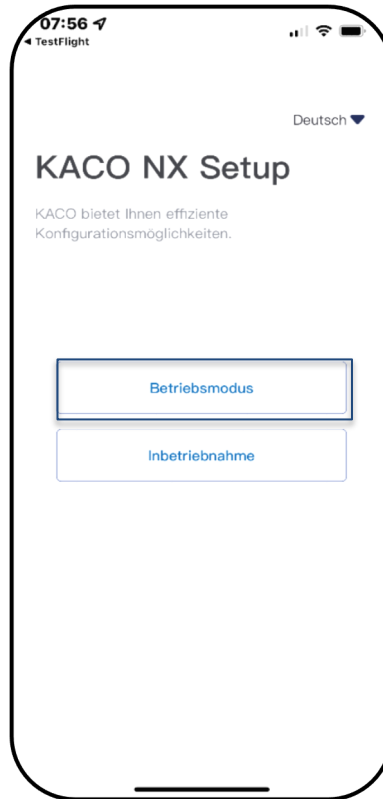 07:56
TestFlight
Deutsch
KACO NX Setup
KACO bietet Ihnen effiziente
Konfigurationsmöglichkeiten.
Betriebsmodus
Inbetriebnahme